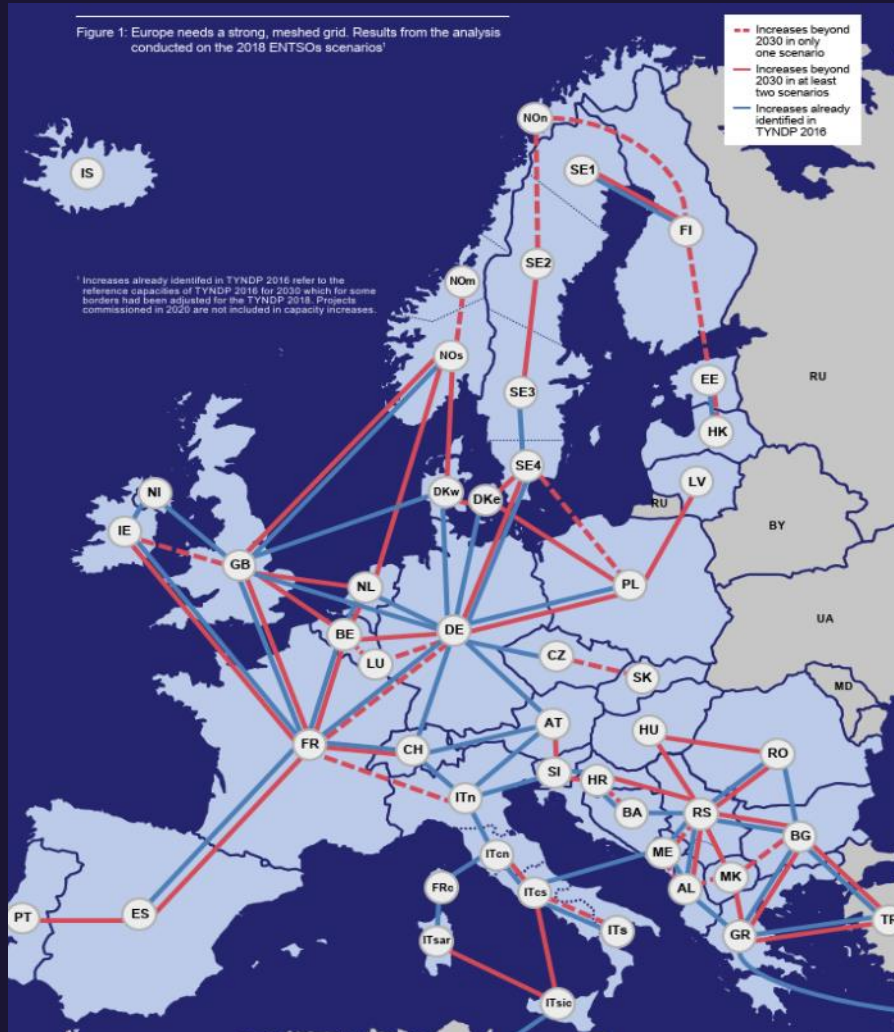 Figure 1: Europe needs a strong, meshed grid. Results from the analysis
conducted on the 2018 ENTSOs scenarios¹
Increases beyond
2030 in only
one scenario
Increases beyond
2030 in at least
two scenarios
Increases already
identified in
TYNDP 2016
NOn
IS
SE1
FI
¹ Increases already identifed in TYNDP 2016 refer to the
reference capacities of TYNDP 2016 for 2030 which for some
borders had been adjusted for the TYNDP 2018. Projects
commissioned in 2020 are not included in capacity increases.
SE2
NOm
NOs
EE
RU
SE3
HK
SE4
LV
NI
DKw
DKe
RU
BY
IE
GB
NL
PL
UA
BE
DE
LU
CZ
SK
MD
AT
HU
FR
CH
RO
SI
HR
ITn
BA
RS
BG
ITcn
ME
MK
FRc
ITcs
AL
PT
ES
ITs
GR
TR
ITsar
ITsic